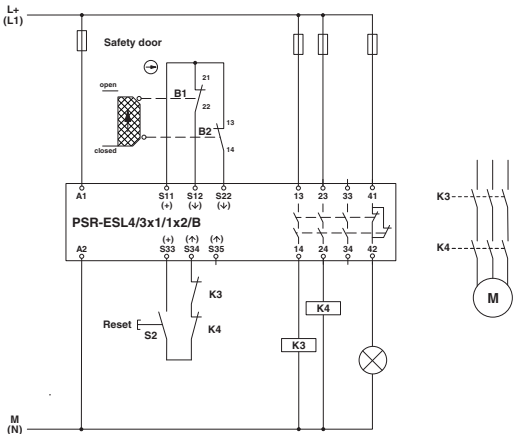 L+
(L1)
Safety door
open
closed
B1
21
22
B2
13
14
A1
S11
(+)
S12
(↓)
S22
(↓)
13
23
33
41
PSR-ESL4/3x1/1x2/B
A2
(+)
S33
(↑)
S34
(↑)
S35
14
24
34
42
K3
K4
Reset
S2
K4
K3
K3
K4
M
M
(N)